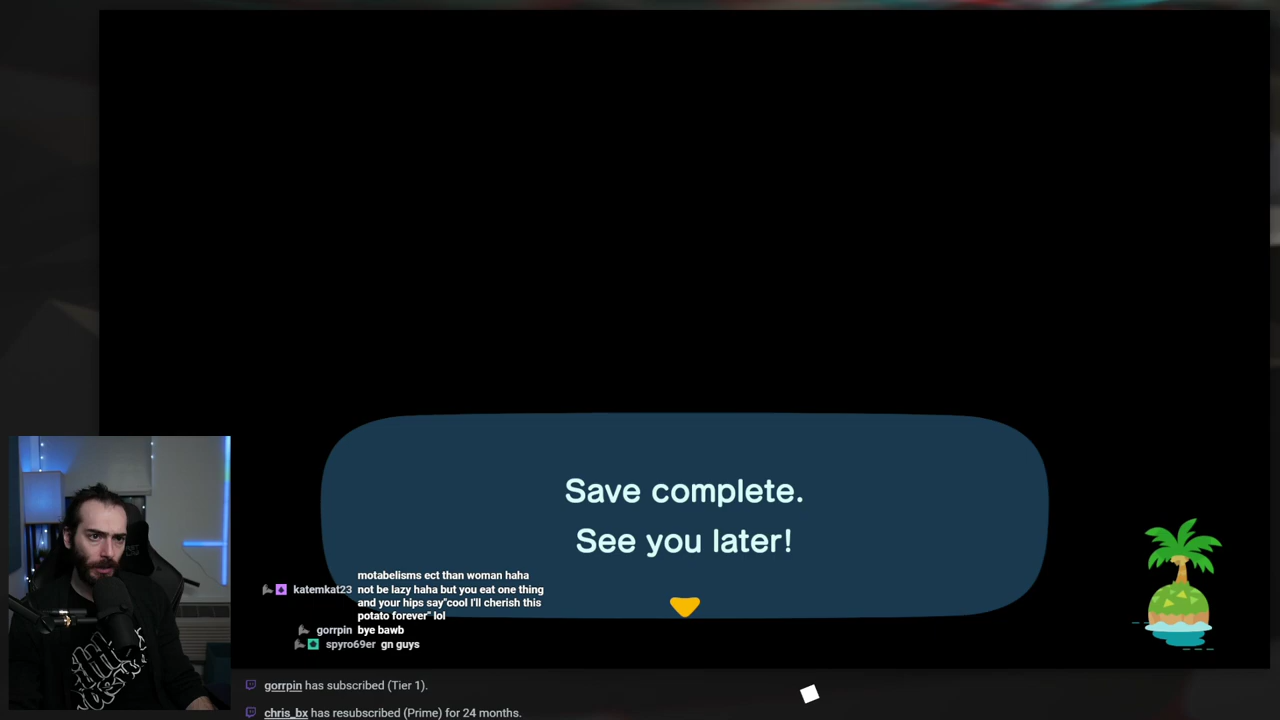 Save complete.
See you later!
motabelisms ect than woman haha
katemkat23 not be lazy haha but you eat one thing
and your hips say"cool I'll cherish this
potato forever" lol
gorrpin bye bawb
spyro69er gn guys
gorrpin has subscribed (Tier 1).
chris_bx has resubscribed (Prime) for 24 months.